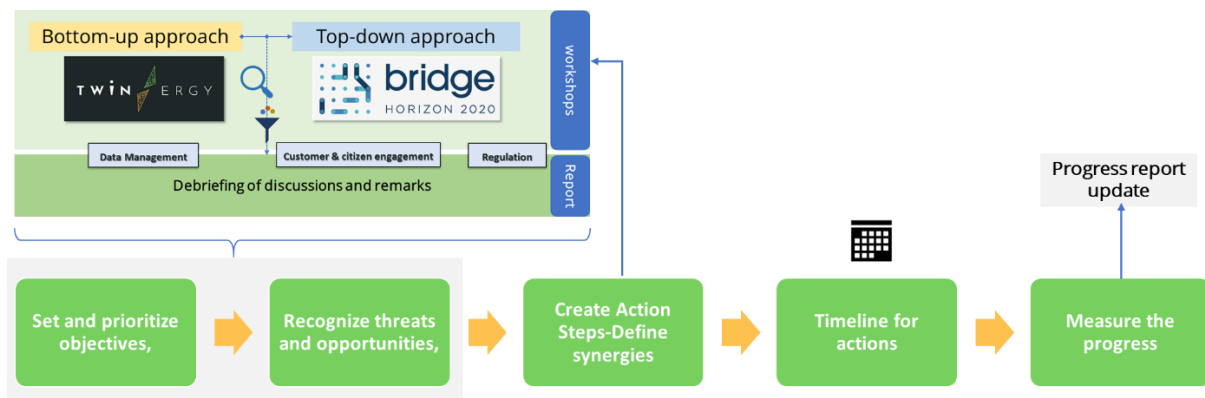 Bottom-up approach
Top-down approach
TWINERGY
bridge
HORIZON 2020
workshops
Data Management
Customer & citizen engagement
Regulation
Debriefing of discussions and remarks
Report
Progress report
update
Set and prioritize
objectives,
Recognize threats
and opportunities,
Create Action
Steps-Define
synergies
Timeline for
actions
Measure the
progress